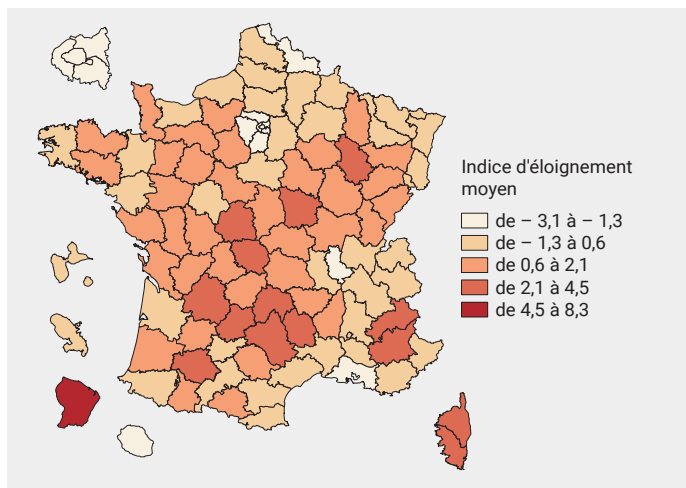 Indice d'éloignement
moyen
de – 3,1 à – 1,3
de – 1,3 à 0,6
de 0,6 à 2,1
de 2,1 à 4,5
de 4,5 à 8,3